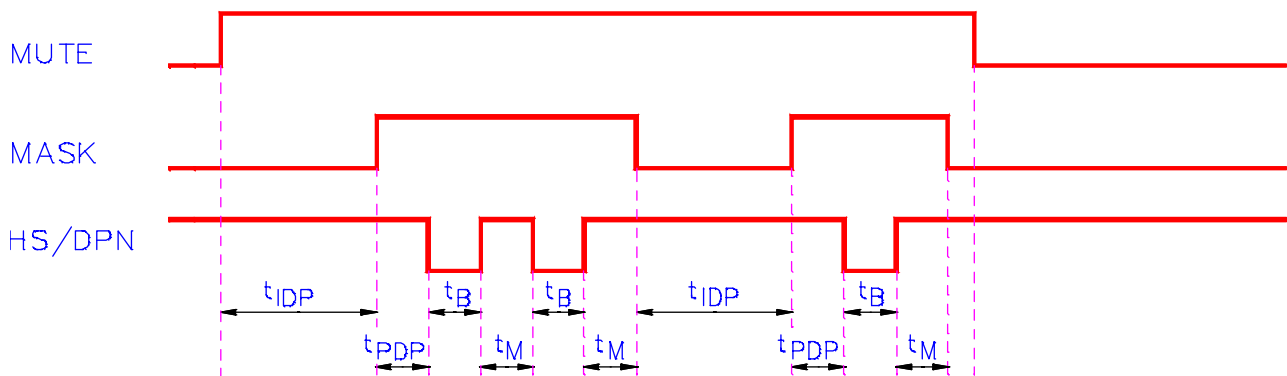 MUTE
MASK
HS/DPN
tIDP tB tB tIDP tB
tPDP tM tM tPDP tM